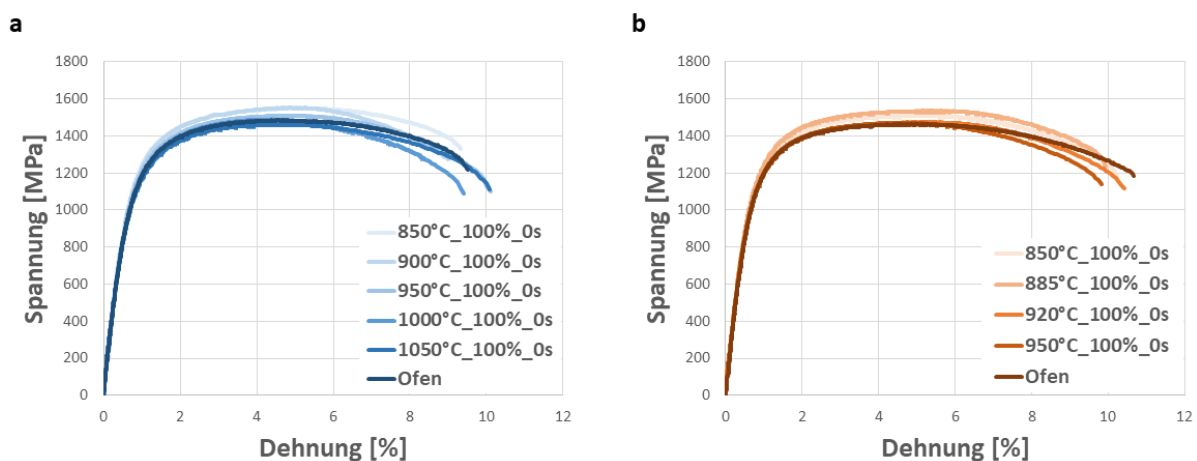 a
1800
1600
1400
1200
1000
800
600
400
200
0
Spannung [MPa]
850°C_100%_0s
900°C_100%_0s
950°C_100%_0s
1000°C_100%_0s
1050°C_100%_0s
Ofen
0 2 4 6 8 10 12
Dehnung [%]
b
1800
1600
1400
1200
1000
800
600
400
200
0
Spannung [MPa]
850°C_100%_0s
885°C_100%_0s
920°C_100%_0s
950°C_100%_0s
Ofen
0 2 4 6 8 10 12
Dehnung [%]